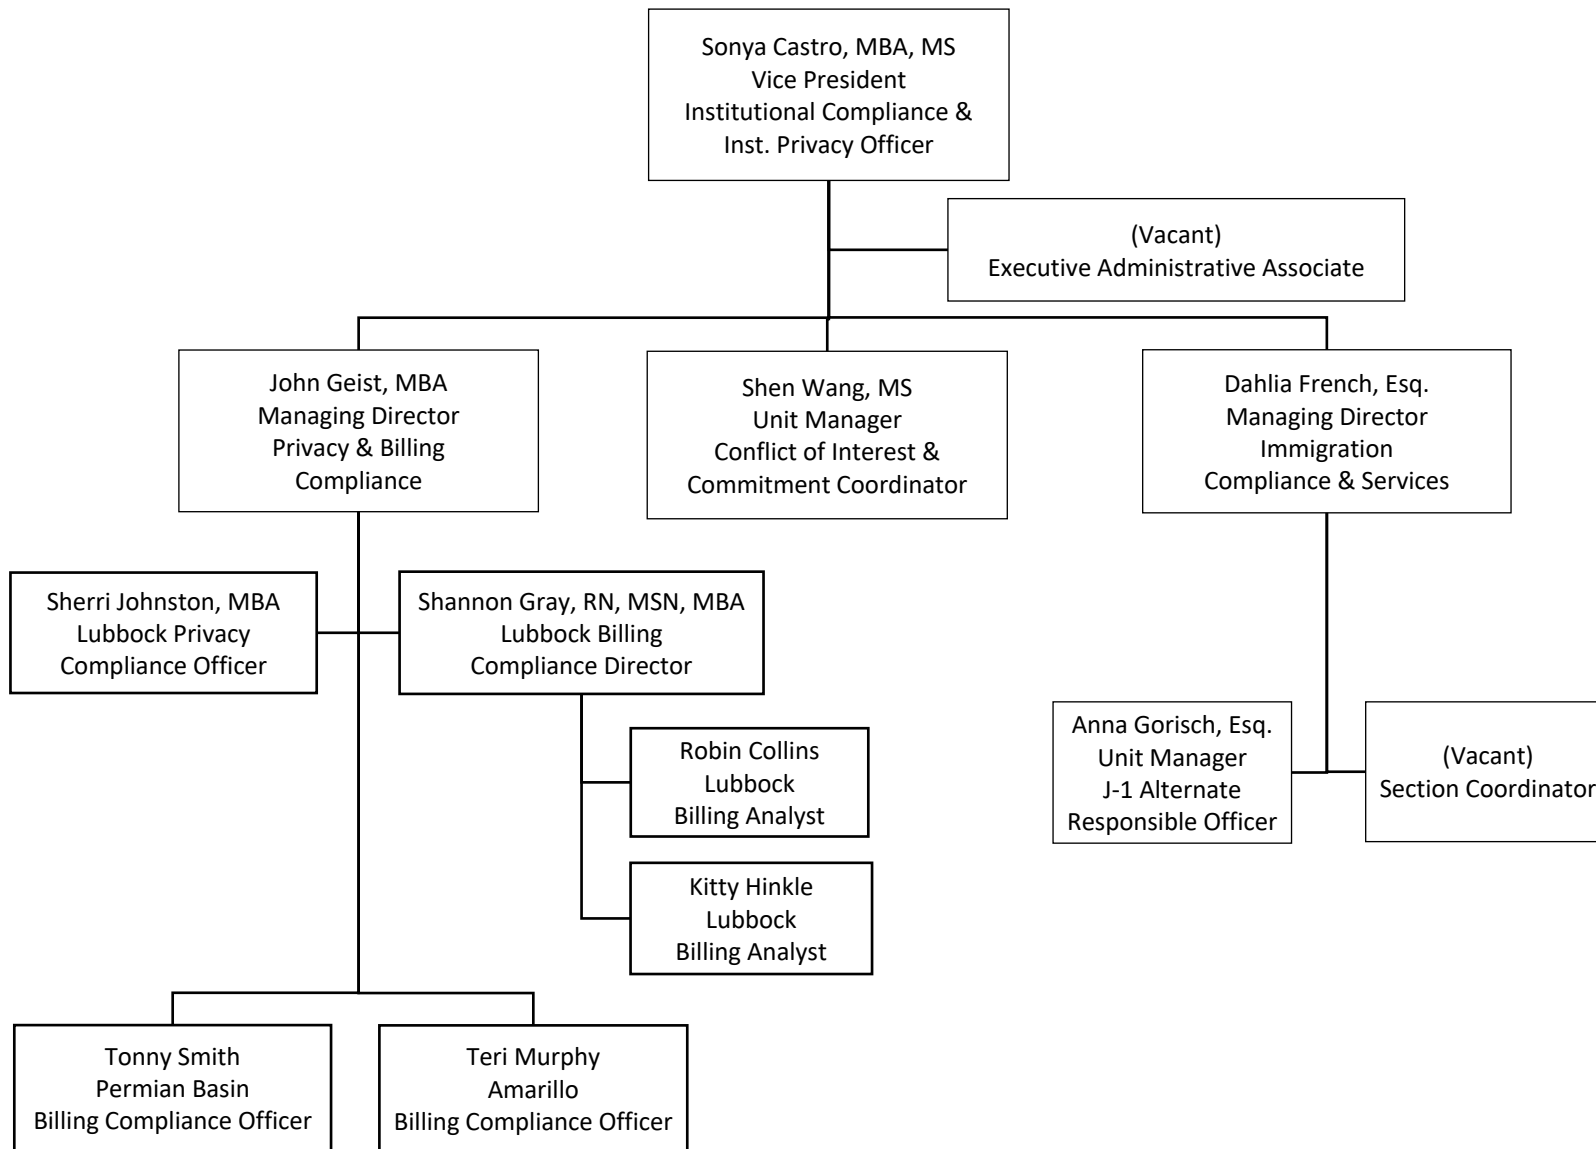 Sonya Castro, MBA, MS
Vice President
Institutional Compliance &
Inst. Privacy Officer
(Vacant)
Executive Administrative Associate
John Geist, MBA
Managing Director
Privacy & Billing
Compliance
Shen Wang, MS
Unit Manager
Conflict of Interest &
Commitment Coordinator
Dahlia French, Esq.
Managing Director
Immigration
Compliance & Services
Sherri Johnston, MBA
Lubbock Privacy
Compliance Officer
Shannon Gray, RN, MSN, MBA
Lubbock Billing
Compliance Director
Robin Collins
Lubbock
Billing Analyst
Kitty Hinkle
Lubbock
Billing Analyst
Anna Gorisch, Esq.
Unit Manager
J-1 Alternate
Responsible Officer
(Vacant)
Section Coordinator
Tonny Smith
Permian Basin
Billing Compliance Officer
Teri Murphy
Amarillo
Billing Compliance Officer